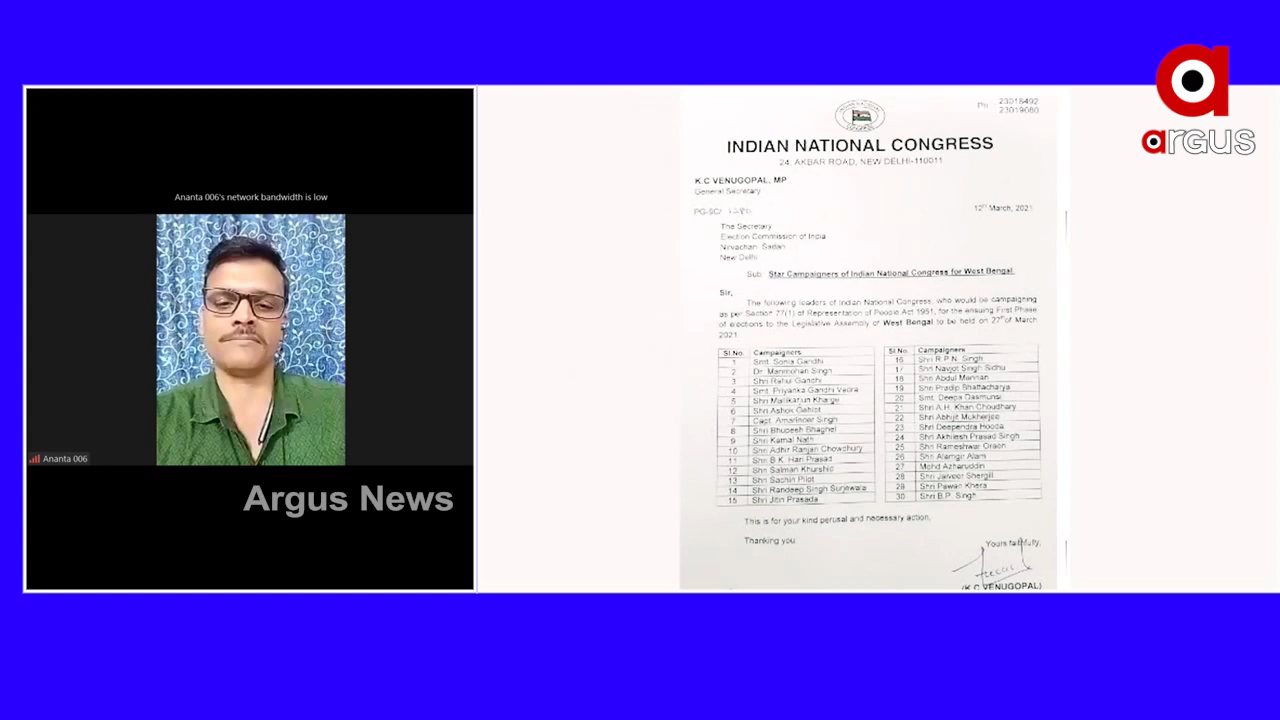 argus
Ananta 006's network bandwidth is low
Ananta 006
Argus News
Ph : 23018492
23019080
INDIAN NATIONAL CONGRESS
24, AKBAR ROAD, NEW DELHI-110011
K.C VENUGOPAL, MP
General Secretary
PG-SC/
12th March, 2021
The Secretary
Election Commission of India
Nirvachan Sadan
New Delhi
Sub: Star Campaigners of Indian National Congress for West Bengal.
Sir,
The following leaders of Indian National Congress, who would be campaigning
as per Section 77(1) of Representation of People Act 1951, for the ensuing First Phase
of elections to the Legislative Assembly of West Bengal to be held on 27th of March
2021.
Sl.No. Campaigners
1 Smt. Sonia Gandhi
2 Dr. Manmohan Singh
3 Shri Rahul Gandhi
4 Smt. Priyanka Gandhi Vadra
5 Shri Mallikarjun Kharge
6 Shri Ashok Gehlot
7 Capt. Amarinder Singh
8 Shri Bhupesh Bhaghel
9 Shri Kamal Nath
10 Shri Adhir Ranjan Chowdhury
11 Shri B.K. Hari Prasad
12 Shri Salman Khurshid
13 Shri Sachin Pilot
14 Shri Randeep Singh Surjewala
15 Shri Jitin Prasada
Sl.No. Campaigners
16 Shri R.P.N. Singh
17 Shri Navjot Singh Sidhu
18 Shri Abdul Mannan
19 Shri Pradip Bhattacharya
20 Smt. Deepa Dasmunsi
21 Shri A.H. Khan Choudhary
22 Shri Abhijit Mukherjee
23 Shri Deependra Hooda
24 Shri Akhilesh Prasad Singh
25 Shri Rameshwar Oraon
26 Shri Alamgir Alam
27 Mohd Azharuddin
28 Shri Jaiveer Shergill
29 Shri Pawan Khera
30 Shri B.P. Singh
This is for your kind perusal and necessary action.
Thanking you.
Yours faithfully,
(K.C VENUGOPAL)